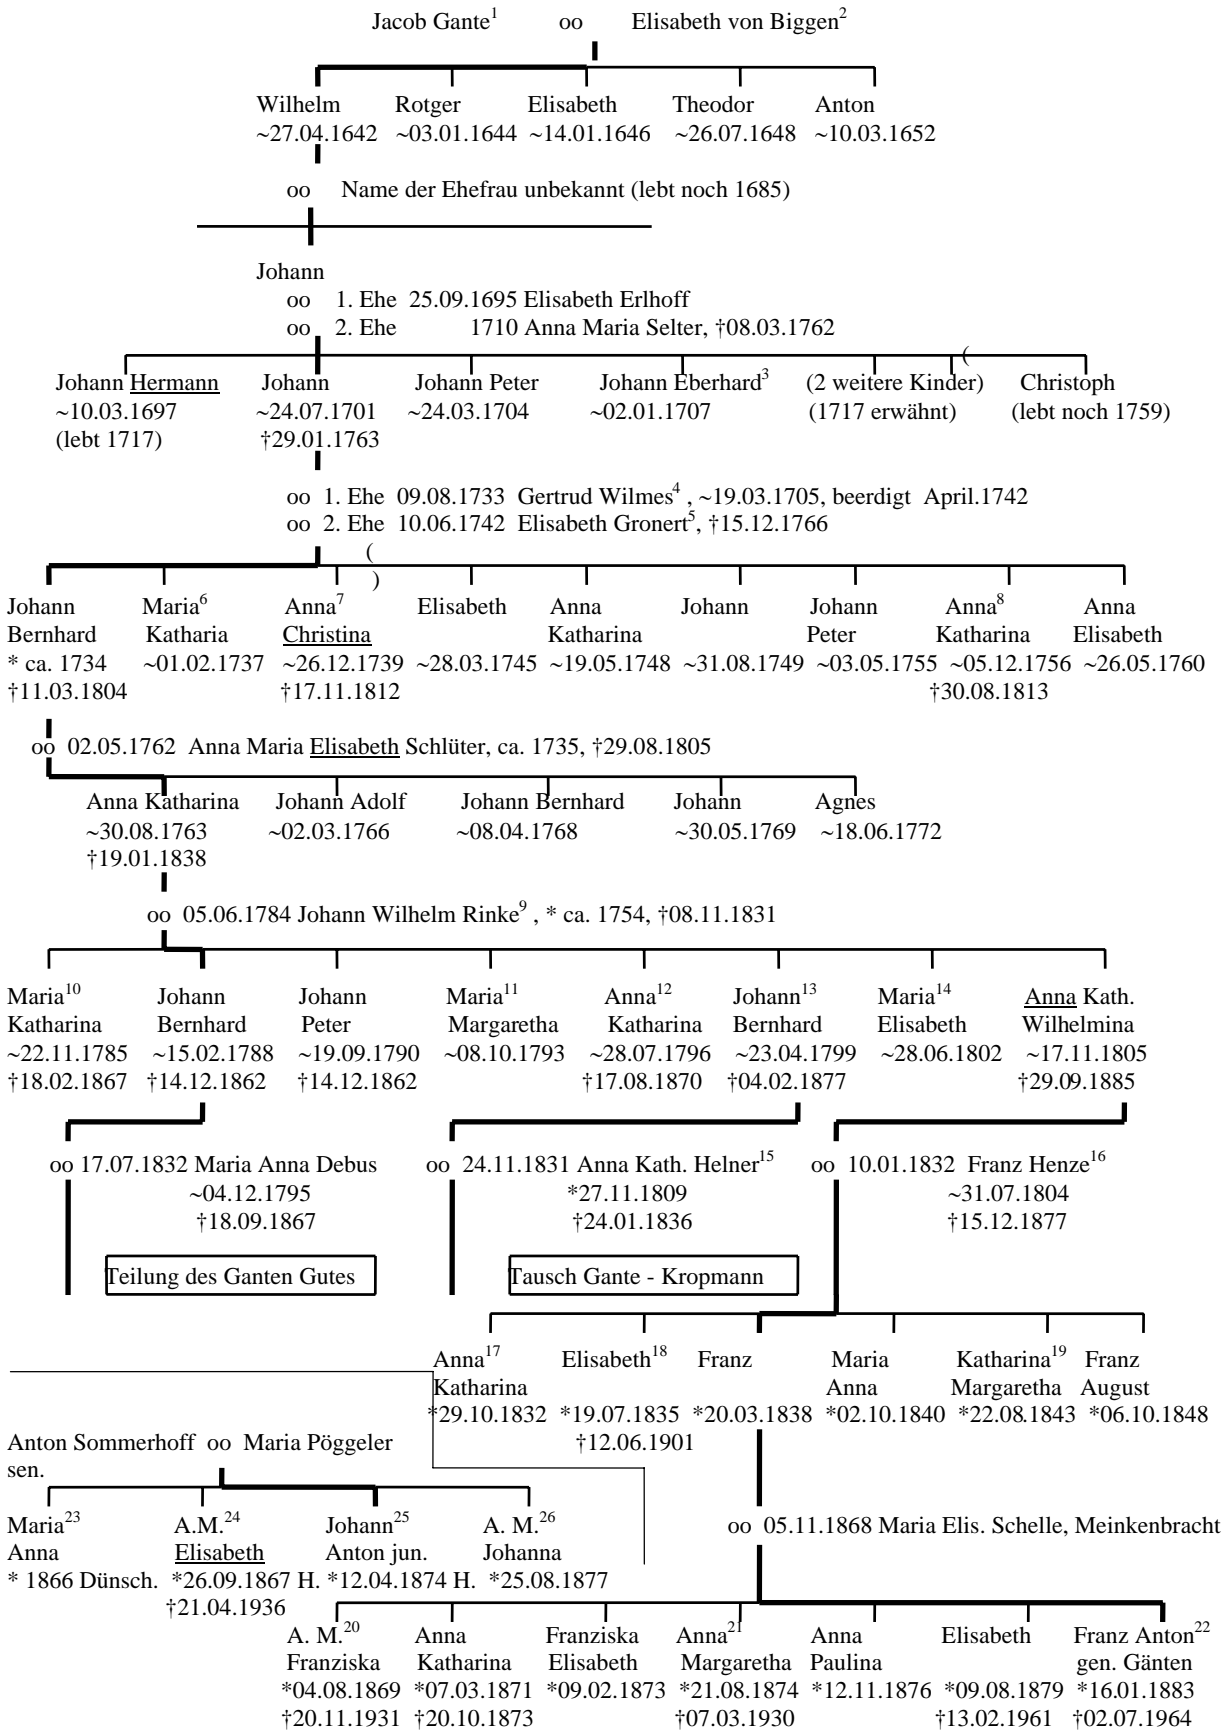 Jacob Gante¹ oo Elisabeth von Biggen²
Wilhelm Rotger Elisabeth Theodor Anton
~27.04.1642 ~03.01.1644 ~14.01.1646 ~26.07.1648 ~10.03.1652
oo Name der Ehefrau unbekannt (lebt noch 1685)
Johann
oo 1. Ehe 25.09.1695 Elisabeth Erlhoff
oo 2. Ehe 1710 Anna Maria Selter, †08.03.1762
(
Johann Hermann Johann Johann Peter Johann Eberhard³ (2 weitere Kinder) Christoph
~10.03.1697 ~24.07.1701 ~24.03.1704 ~02.01.1707 (1717 erwähnt) (lebt noch 1759)
(lebt 1717) †29.01.1763
oo 1. Ehe 09.08.1733 Gertrud Wilmes⁴ , ~19.03.1705, beerdigt April.1742
oo 2. Ehe 10.06.1742 Elisabeth Gronert⁵, †15.12.1766
(
)
Johann Maria⁶ Anna⁷ Elisabeth Anna Johann Johann Anna⁸ Anna
Bernhard Katharia Christina Katharina Peter Katharina Elisabeth
* ca. 1734 ~01.02.1737 ~26.12.1739 ~28.03.1745 ~19.05.1748 ~31.08.1749 ~03.05.1755 ~05.12.1756 ~26.05.1760
†11.03.1804 †17.11.1812 †30.08.1813
oo 02.05.1762 Anna Maria Elisabeth Schlüter, ca. 1735, †29.08.1805
Anna Katharina Johann Adolf Johann Bernhard Johann Agnes
~30.08.1763 ~02.03.1766 ~08.04.1768 ~30.05.1769 ~18.06.1772
†19.01.1838
oo 05.06.1784 Johann Wilhelm Rinke⁹ , * ca. 1754, †08.11.1831
Maria¹⁰ Johann Johann Maria¹¹ Anna¹² Johann¹³ Maria¹⁴ Anna Kath.
Katharina Bernhard Peter Margaretha Katharina Bernhard Elisabeth Wilhelmina
~22.11.1785 ~15.02.1788 ~19.09.1790 ~08.10.1793 ~28.07.1796 ~23.04.1799 ~28.06.1802 ~17.11.1805
†18.02.1867 †14.12.1862 †14.12.1862 †17.08.1870 †04.02.1877 †29.09.1885
oo 17.07.1832 Maria Anna Debus oo 24.11.1831 Anna Kath. Helner¹⁵ oo 10.01.1832 Franz Henze¹⁶
~04.12.1795 *27.11.1809 ~31.07.1804
†18.09.1867 †24.01.1836 †15.12.1877
Teilung des Ganten Gutes Tausch Gante - Kropmann
Anna¹⁷ Elisabeth¹⁸ Franz Maria Katharina¹⁹ Franz
Katharina Anna Margaretha August
*29.10.1832 *19.07.1835 *20.03.1838 *02.10.1840 *22.08.1843 *06.10.1848
†12.06.1901
Anton Sommerhoff oo Maria Pöggeler
sen.
Maria²³ A.M.²⁴ Johann²⁵ A. M.²⁶
Anna Elisabeth Anton jun. Johanna
* 1866 Dünsch. *26.09.1867 H. *12.04.1874 H. *25.08.1877
†21.04.1936
oo 05.11.1868 Maria Elis. Schelle, Meinkenbracht
A. M.²⁰ Anna Franziska Anna²¹ Anna Elisabeth Franz Anton²²
Franziska Katharina Elisabeth Margaretha Paulina gen. Gänten
*04.08.1869 *07.03.1871 *09.02.1873 *21.08.1874 *12.11.1876 *09.08.1879 *16.01.1883
†20.11.1931 †20.10.1873 †07.03.1930 †13.02.1961 †02.07.1964